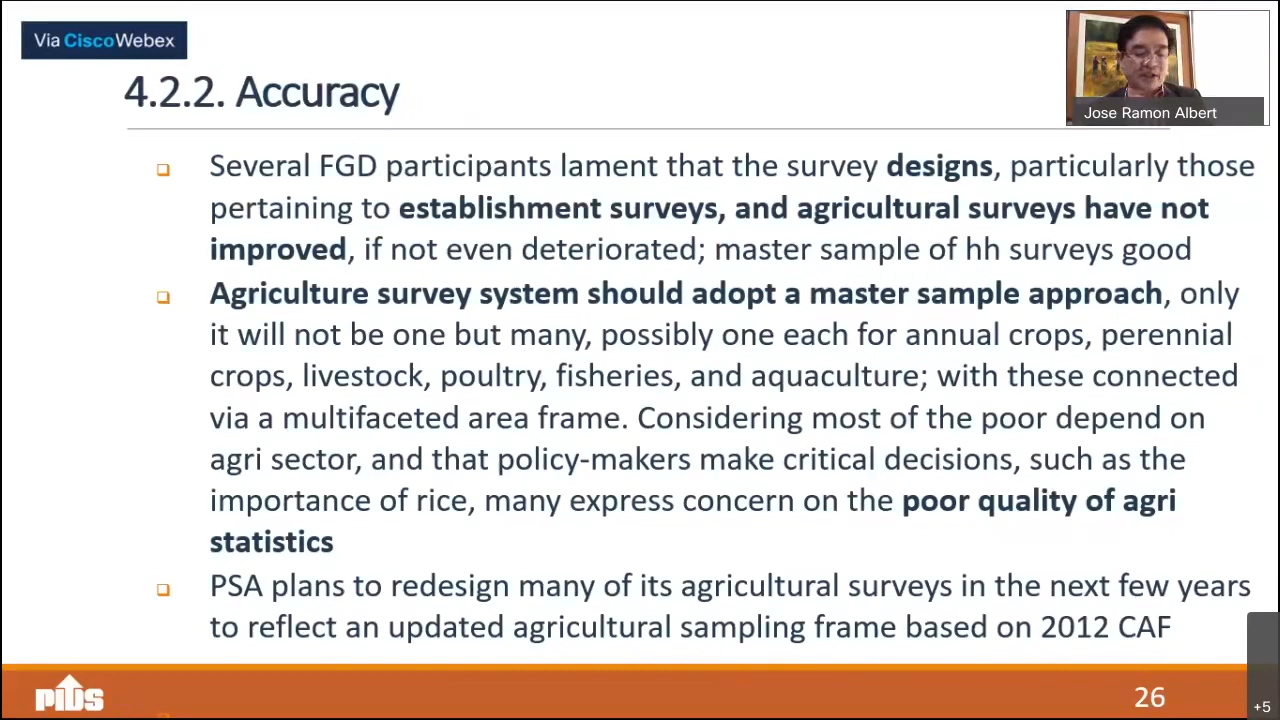 Via CiscoWebex
Jose Ramon Albert
4.2.2. Accuracy
Several FGD participants lament that the survey designs, particularly those
pertaining to establishment surveys, and agricultural surveys have not
improved, if not even deteriorated; master sample of hh surveys good
Agriculture survey system should adopt a master sample approach, only
it will not be one but many, possibly one each for annual crops, perennial
crops, livestock, poultry, fisheries, and aquaculture; with these connected
via a multifaceted area frame. Considering most of the poor depend on
agri sector, and that policy-makers make critical decisions, such as the
importance of rice, many express concern on the poor quality of agri
statistics
PSA plans to redesign many of its agricultural surveys in the next few years
to reflect an updated agricultural sampling frame based on 2012 CAF
PIDS
26
+5